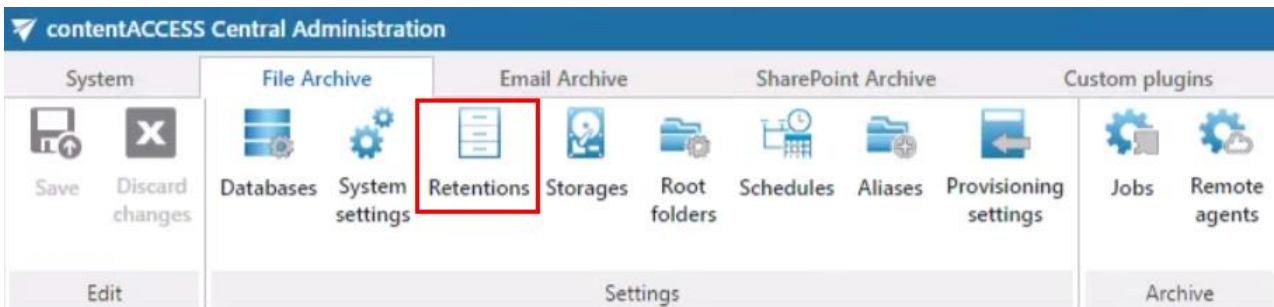 contentACCESS Central Administration
System File Archive Email Archive SharePoint Archive Custom plugins
Save Discard changes Databases System settings Retentions Storages Root folders Schedules Aliases Provisioning settings Jobs Remote agents
Edit Settings Archive